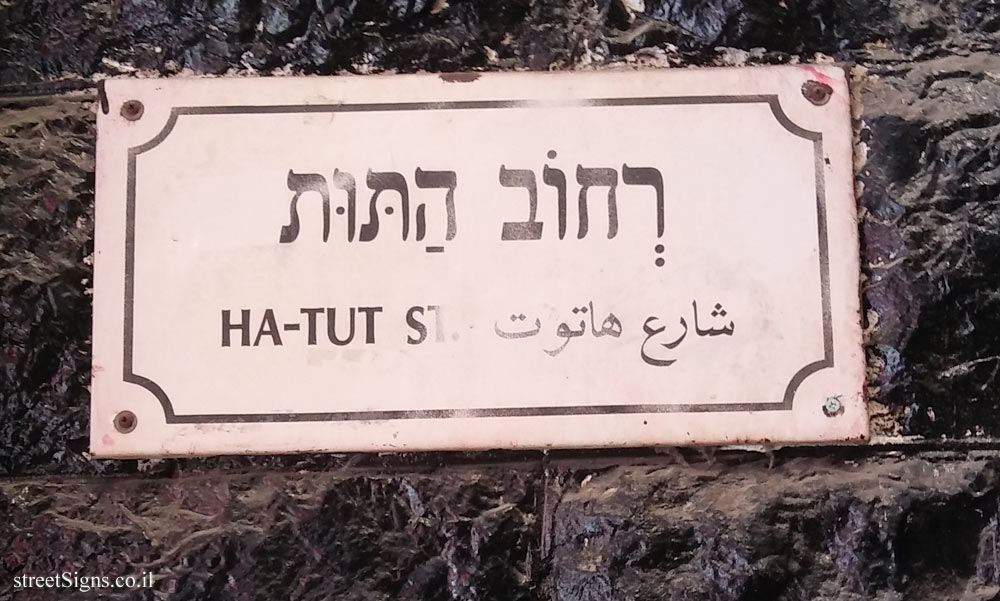 רְחוֹב הַתּוּת
HA-TUT ST. شارع هاتوت
streetSigns.co.il